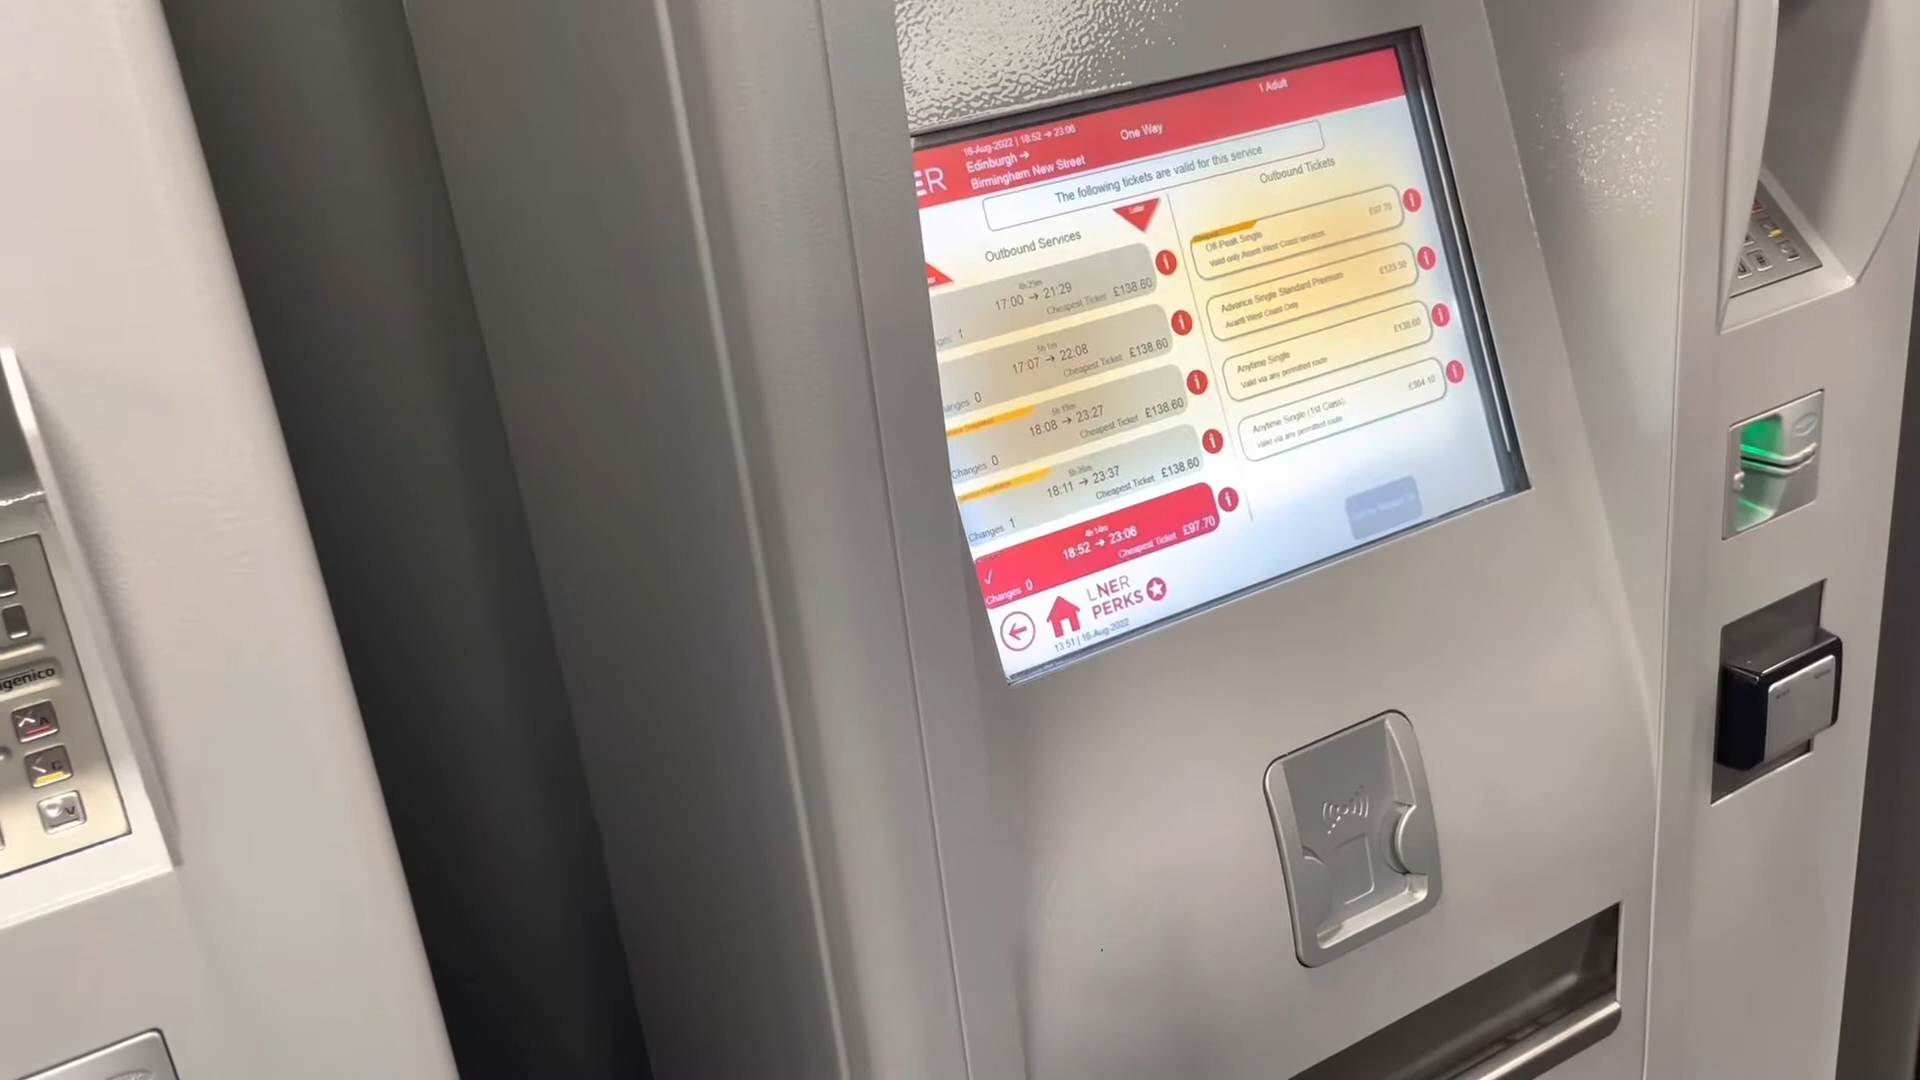 ER
16-Aug-2022 | 18:52 → 23:06
Edinburgh →
Birmingham New Street
One Way
1 Adult
The following tickets are valid for this service
Outbound Services
Later
4h 29m
17:00 → 21:29
Cheapest Ticket £138.60
1
5h 1m
17:07 → 22:08
Cheapest Ticket £138.60
anges 0
5h 19m
18:08 → 23:27
Cheapest Ticket £138.60
Changes 0
5h 26m
18:11 → 23:37
Cheapest Ticket £138.60
Changes 1
4h 14m
18:52 → 23:06
Cheapest Ticket £97.70
Changes 0
Outbound Tickets
£97.70
Off-Peak Single
Valid only Avanti West Coast services
£123.50
Advance Single Standard Premium
Avanti West Coast Only
£138.60
Anytime Single
Valid via any permitted route
£304.10
Anytime Single (1st Class)
Valid via any permitted route
LNER
PERKS
13:51 | 16-Aug-2022
igenico
A
C
V